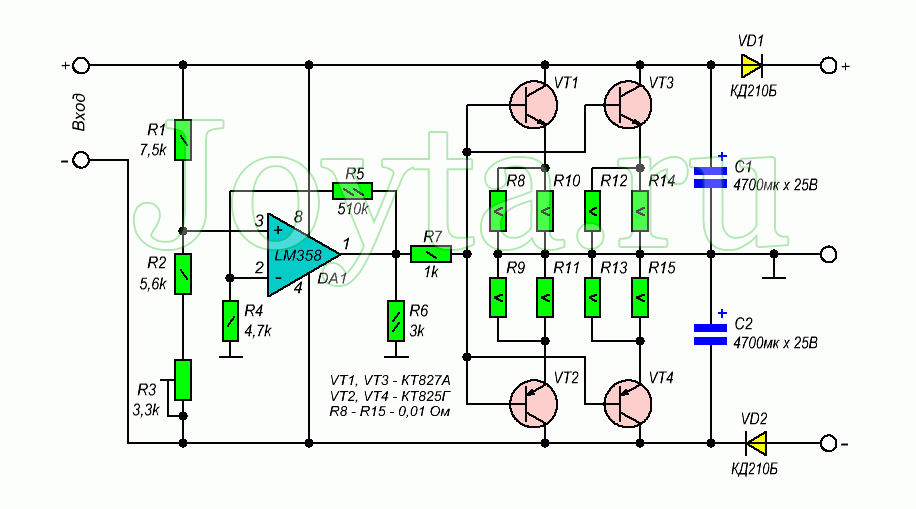 VD1
КД210Б
+
+
Вход
-
R1
7,5k
VT1
VT3
R5
510k
R8
R10
R12
R14
C1
+
4700мк x 25В
3
8
+
LM358
1
2
-
4
DA1
R7
1k
R2
5,6k
R4
4,7k
R6
3k
R9
R11
R13
R15
C2
+
4700мк x 25В
R3
3,3k
VT1, VT3 - КТ827А
VT2, VT4 - КТ825Г
R8 - R15 - 0,01 Ом
VT2
VT4
VD2
КД210Б
-
Joyta.ru